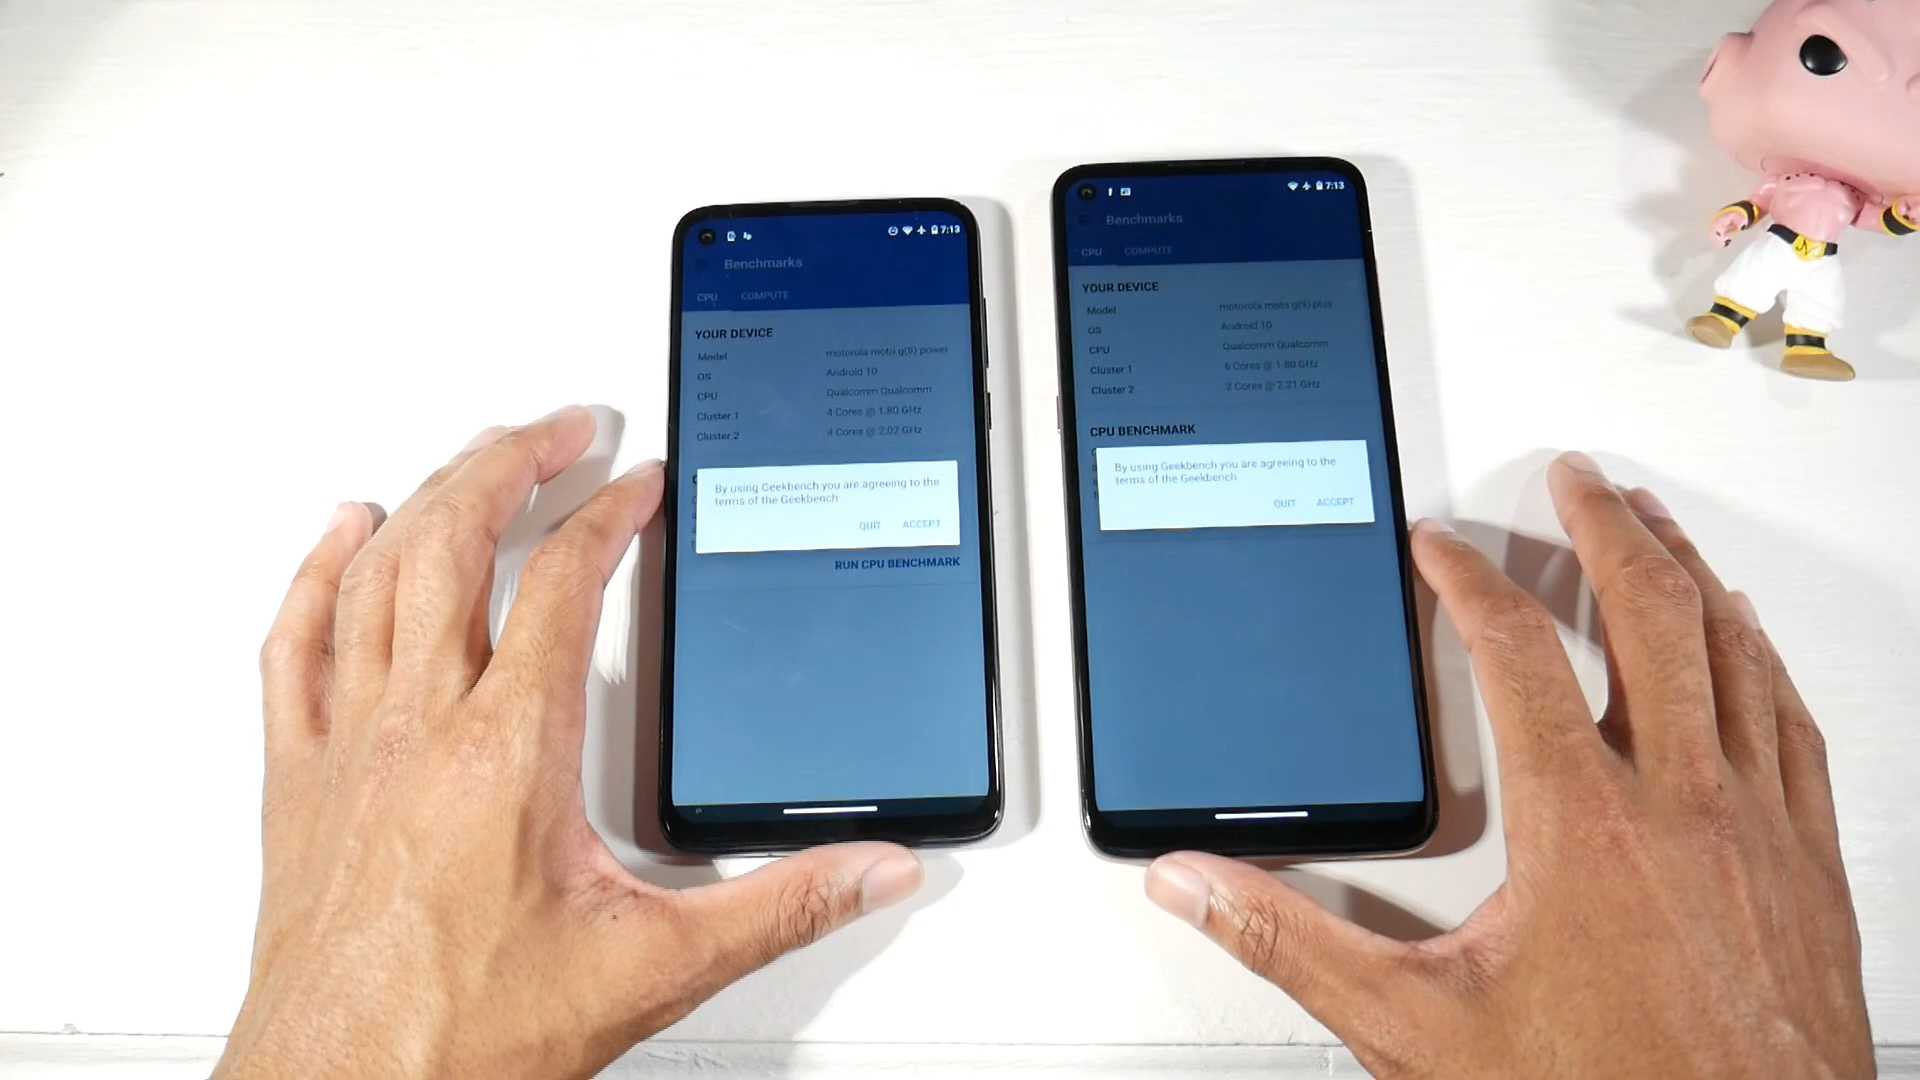 7:13
Benchmarks
CPU COMPUTE
YOUR DEVICE
Model motorola moto g(8) power
OS Android 10
CPU Qualcomm Qualcomm
Cluster 1 4 Cores @ 1.80 GHz
Cluster 2 4 Cores @ 2.02 GHz
By using Geekbench you are agreeing to the
terms of the Geekbench
QUIT ACCEPT
RUN CPU BENCHMARK
7:13
Benchmarks
CPU COMPUTE
YOUR DEVICE
Model motorola moto g(9) plus
OS Android 10
CPU Qualcomm Qualcomm
Cluster 1 6 Cores @ 1.80 GHz
Cluster 2 2 Cores @ 2.21 GHz
CPU BENCHMARK
By using Geekbench you are agreeing to the
terms of the Geekbench
QUIT ACCEPT